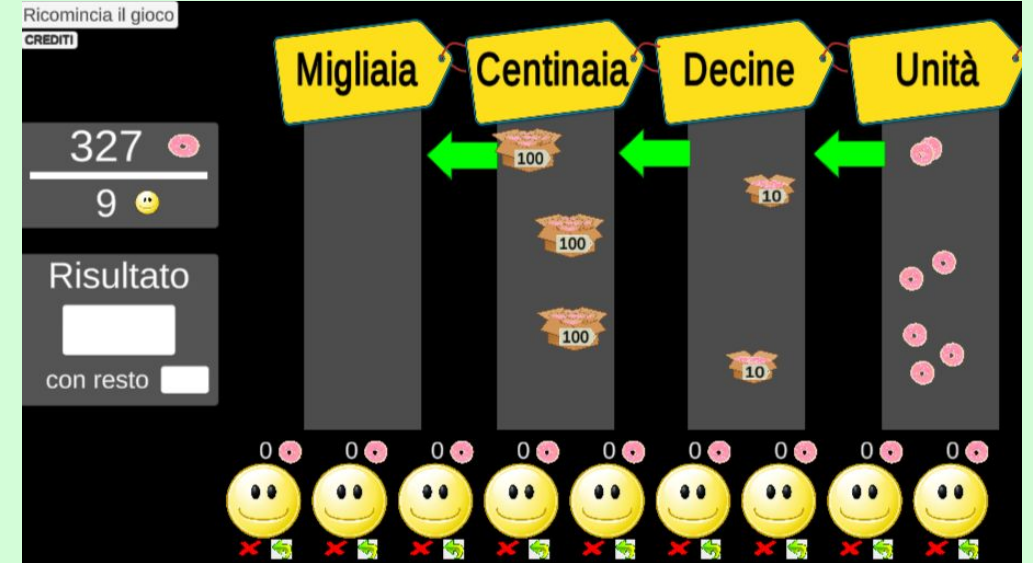 Ricomincia il gioco
CREDITI
Migliaia Centinaia Decine Unità
327
9
Risultato
con resto
100
10
100
100
10
0 0 0 0 0 0 0 0 0